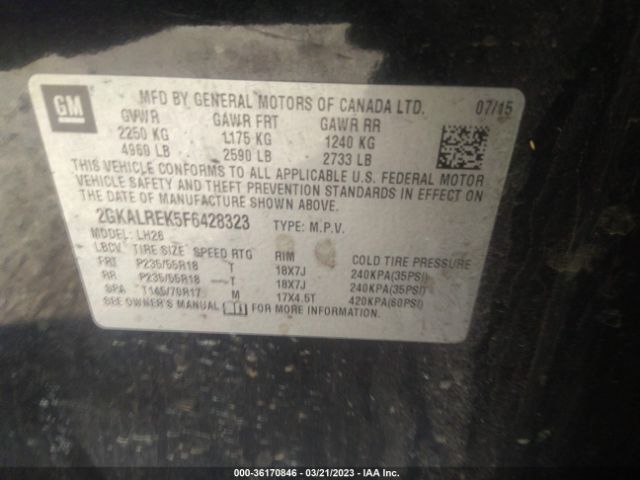 GM
MFD BY GENERAL MOTORS OF CANADA LTD. 07/15
GVWR GAWR FRT GAWR RR
2250 KG 1175 KG 1240 KG
4960 LB 2590 LB 2733 LB
THIS VEHICLE CONFORMS TO ALL APPLICABLE U.S. FEDERAL MOTOR
VEHICLE SAFETY AND THEFT PREVENTION STANDARDS IN EFFECT ON
THE DATE OF MANUFACTURE SHOWN ABOVE.
2GKALREK5F6428323 TYPE: M.P.V.
MODEL: LH26
LBCV TIRE SIZE SPEED RTG RIM COLD TIRE PRESSURE
FRT P235/55R18 T 18X7J 240KPA(35PSI)
RR P235/55R18 T 18X7J 240KPA(35PSI)
SPA T145/70R17 M 17X4.5T 420KPA(60PSI)
SEE OWNER'S MANUAL FOR MORE INFORMATION.
000-36170846 - 03/21/2023 - IAA Inc.